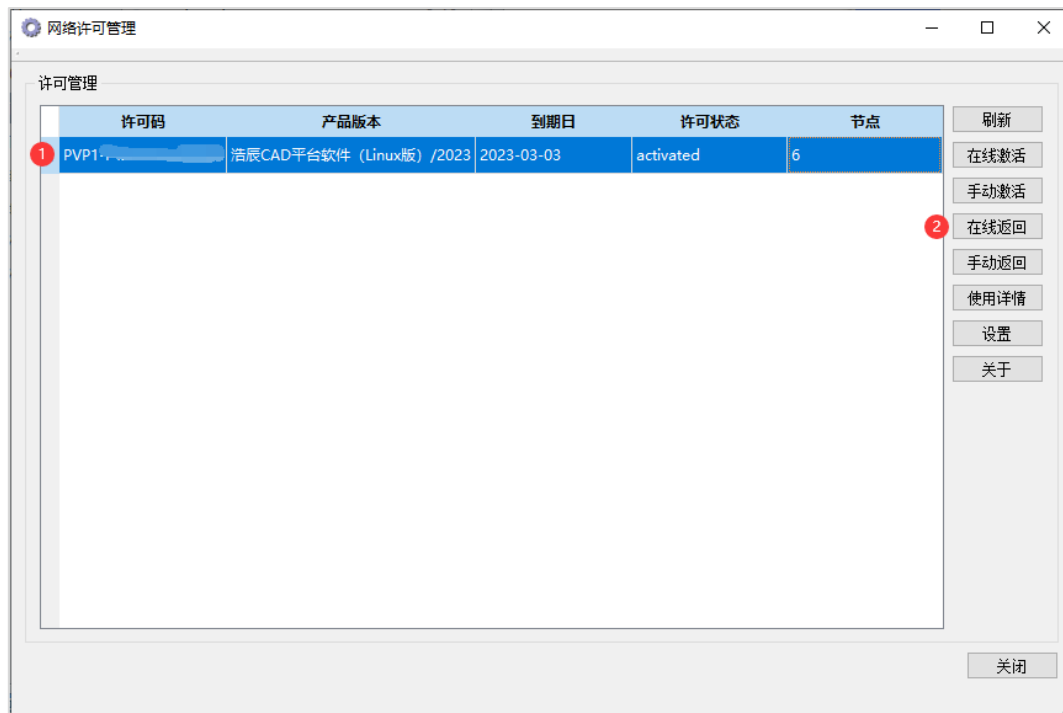 网络许可管理
许可管理
许可码 产品版本 到期日 许可状态 节点
1 PVP1- 浩辰CAD平台软件（Linux版）/2023 2023-03-03 activated 6
刷新
在线激活
手动激活
2 在线返回
手动返回
使用详情
设置
关于
关闭